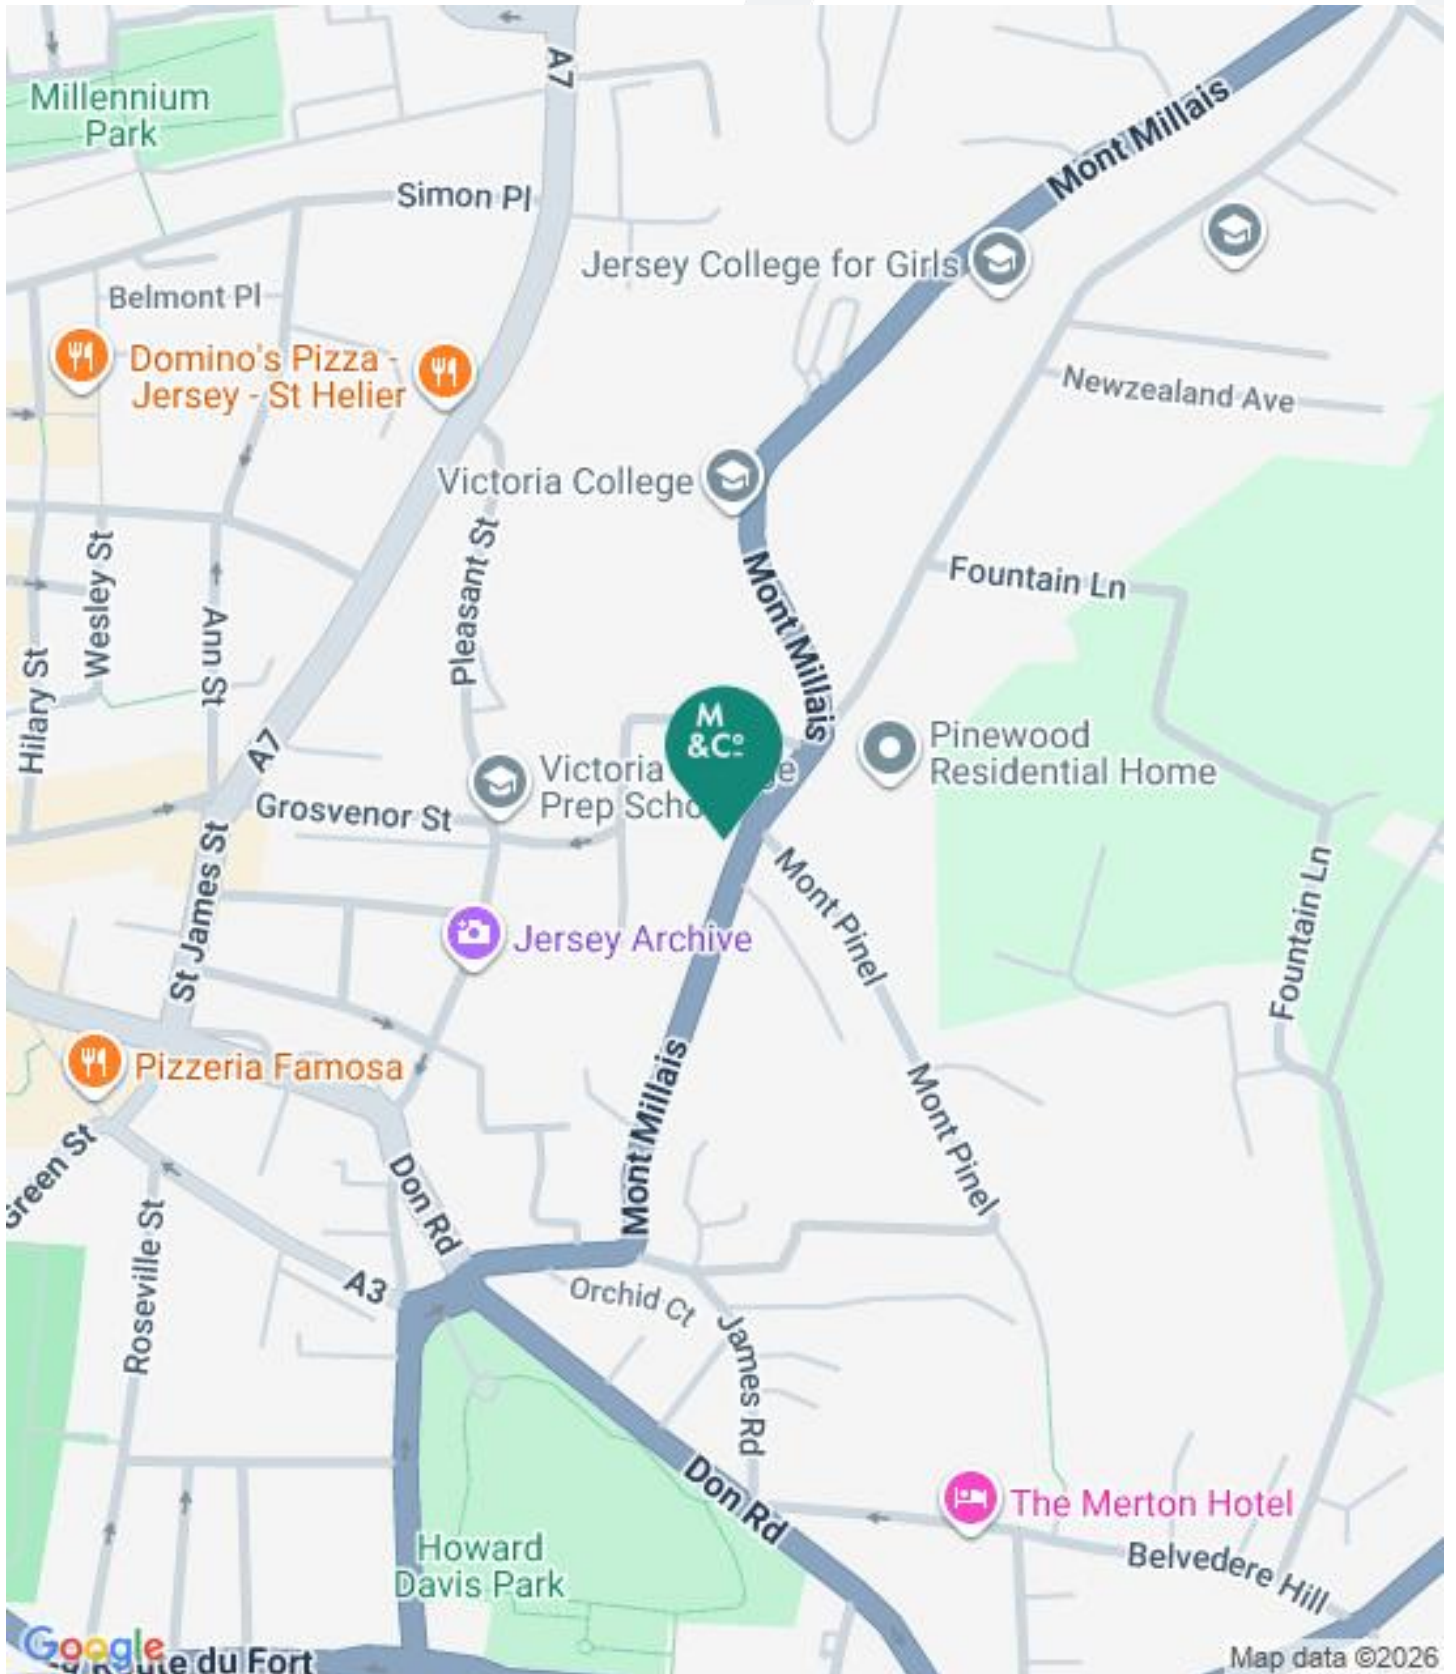 A7
Millennium
Park
Mont Millais
Simon Pl
Jersey College for Girls
Belmont Pl
Domino's Pizza -
Jersey - St Helier
Newzealand Ave
Victoria College
Pleasant St
Wesley St
Ann St
Hilary St
Mont Millais
Fountain Ln
M
&Cº
A7
Pinewood
Residential Home
Victoria
Prep
Grosvenor St
St James St
Mont Pinel
Fountain Ln
Jersey Archive
Pizzeria Famosa
Mont Millais
Mont Pinel
Green St
Don Rd
Roseville St
A3
Orchid Ct
James Rd
Don Rd
The Merton Hotel
Howard
Davis Park
Belvedere Hill
Google
Route du Fort
Map data ©2026